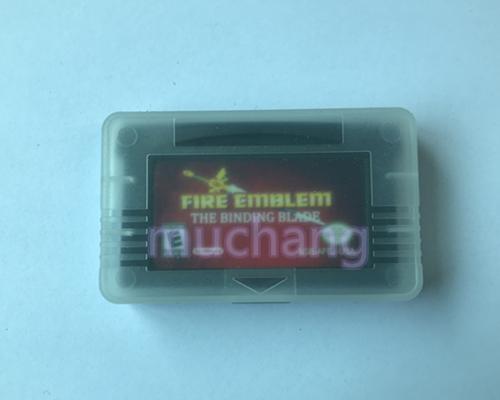 FIRE EMBLEM
THE BINDING BLADE
muchang
E